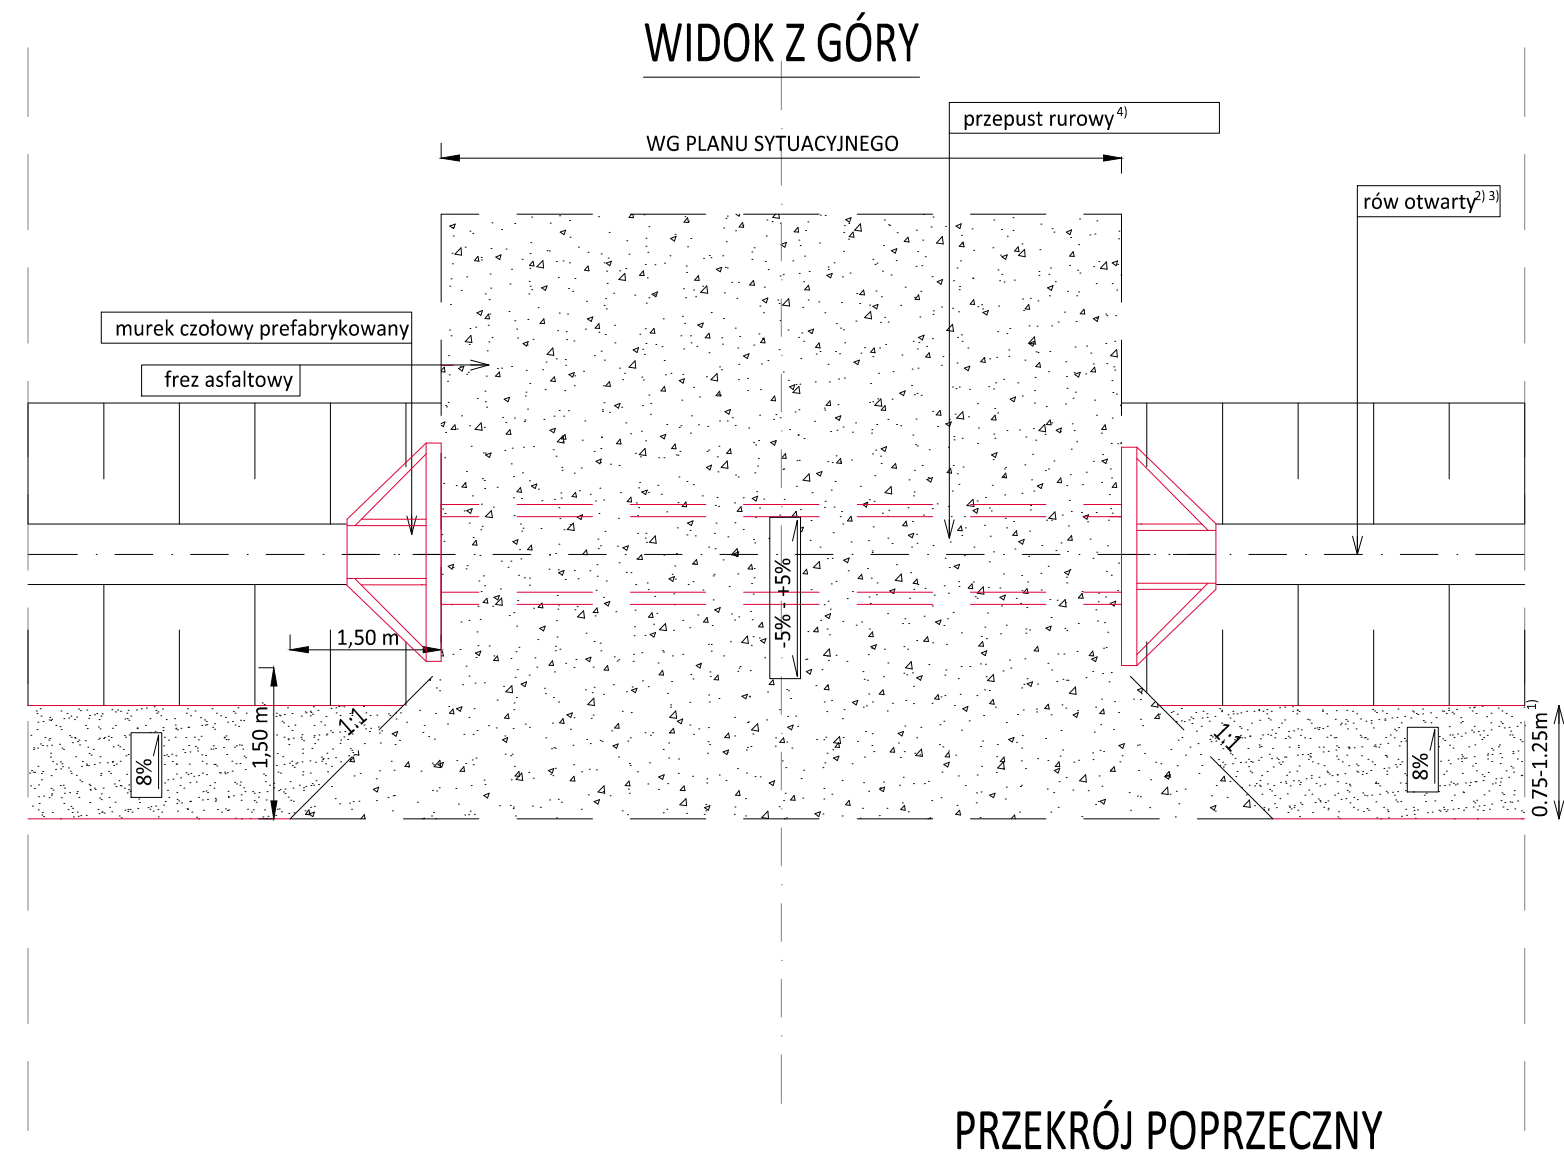 WIDOK Z GÓRY
przepust rurowy 4)
WG PLANU SYTUACYJNEGO
rów otwarty 2) 3)
murek czołowy prefabrykowany
frez asfaltowy
-5% - +5%
1,50 m
1,50 m
1:1
1:1
8%
8%
0.75-1.25m 1)
PRZEKRÓJ POPRZECZNY